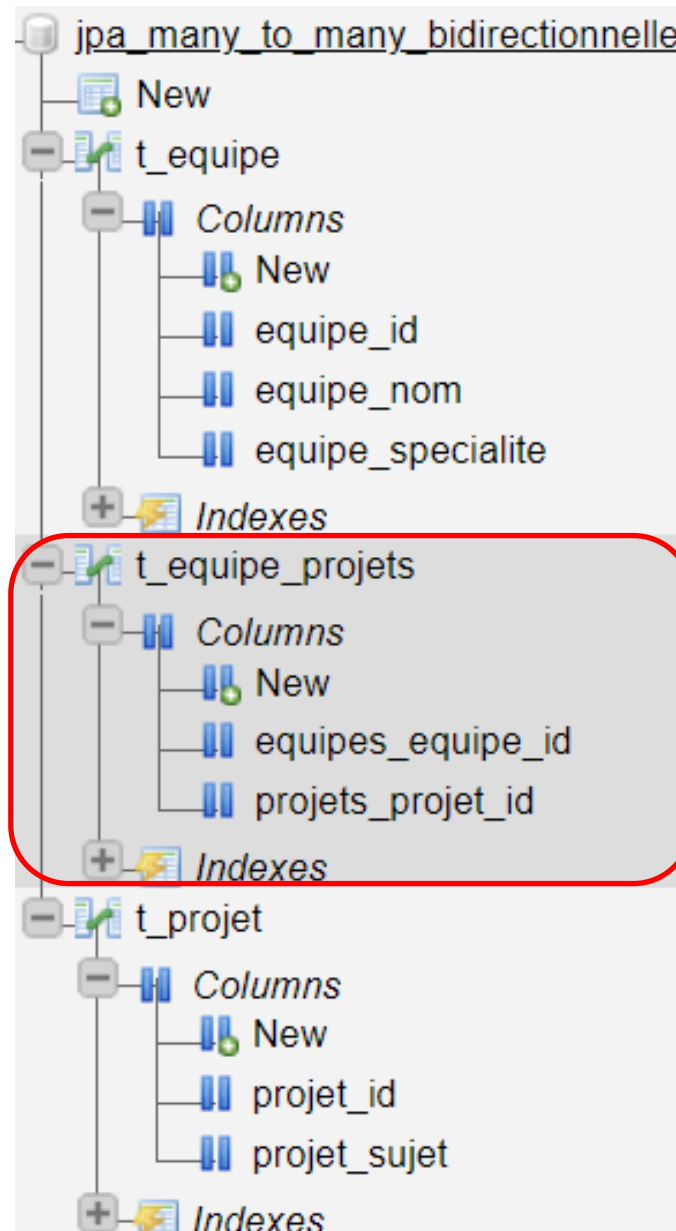 jpa_many_to_many_bidirectionnelle
New
t_equipe
Columns
New
equipe_id
equipe_nom
equipe_specialite
Indexes
t_equipe_projets
Columns
New
equipes_equipe_id
projets_projet_id
Indexes
t_projet
Columns
New
projet_id
projet_sujet
Indexes